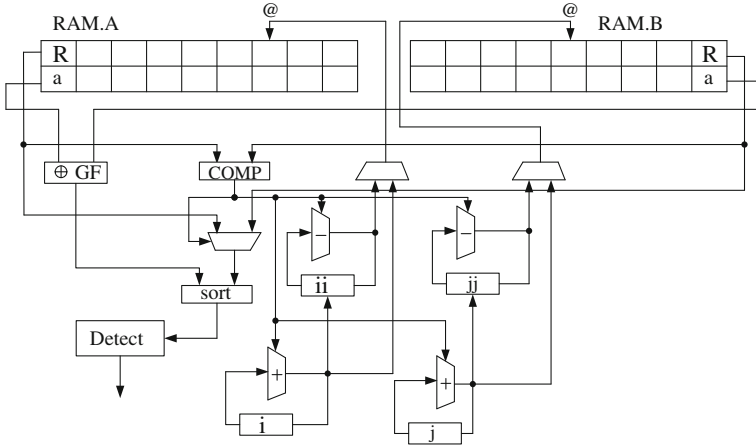 @
@
RAM.A
RAM.B
R
R
a
a
⊕ GF
COMP
−
−
ii
jj
sort
Detect
+
+
i
j